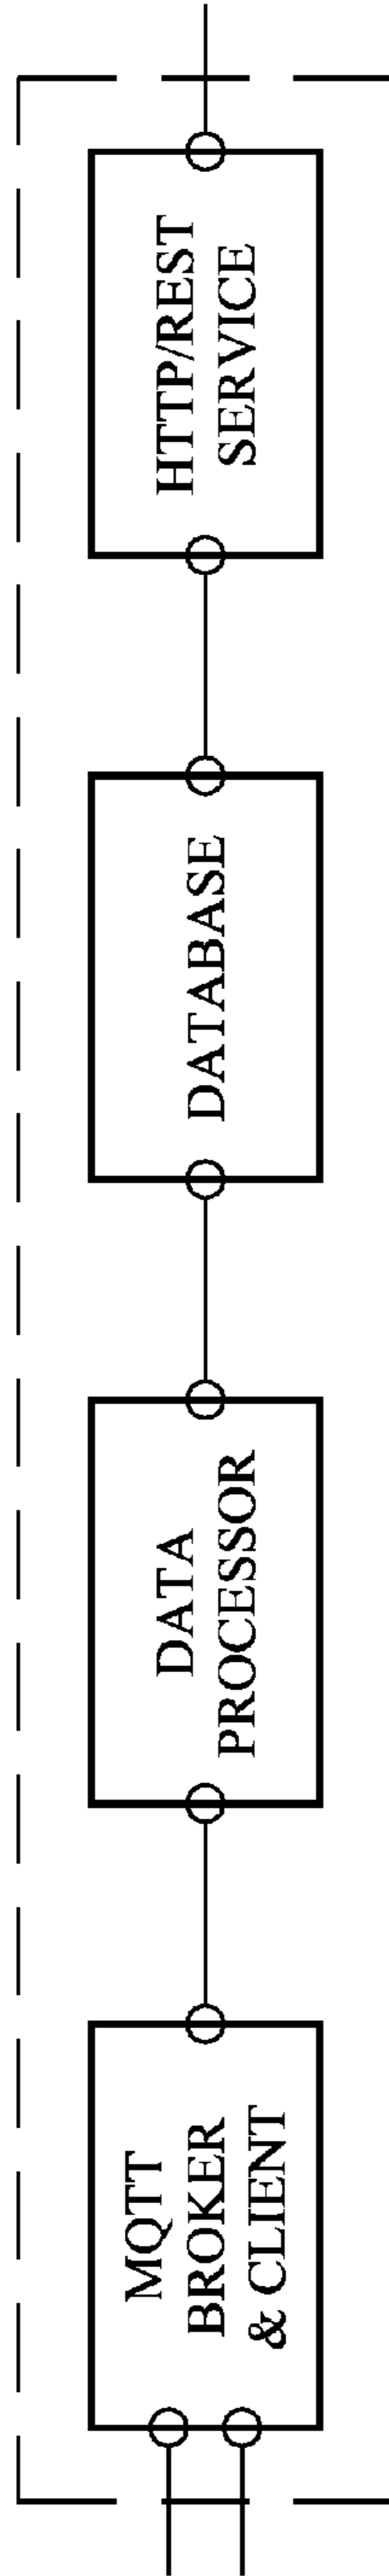 MQTT
BROKER
& CLIENT
DATA
PROCESSOR
DATABASE
HTTP/REST
SERVICE